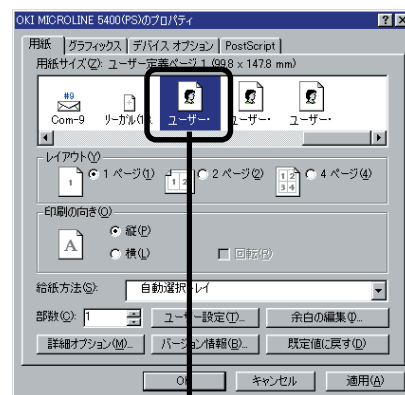 OKI MICROLINE 5400(PS)のプロパティ
用紙 グラフィックス デバイス オプション PostScript
用紙サイズ(Z): ユーザー定義ページ 1 (99.8 x 147.8 mm)
#9
Com-9 リーガル(1 ユーザー・ ユーザー・ ユーザー・
レイアウト(Y)
1 1 ページ(1) 1 2 2 ページ(2) 1 2 3 4 4 ページ(4)
印刷の向き(O)
A 縦(P)
横(L) 回転(R)
給紙方法(S): 自動選択トレイ
部数(C): 1 ユーザー設定(T)... 余白の編集(I)...
詳細オプション(M)... バージョン情報(B)... 既定値に戻す(D)
OK キャンセル 適用(A)